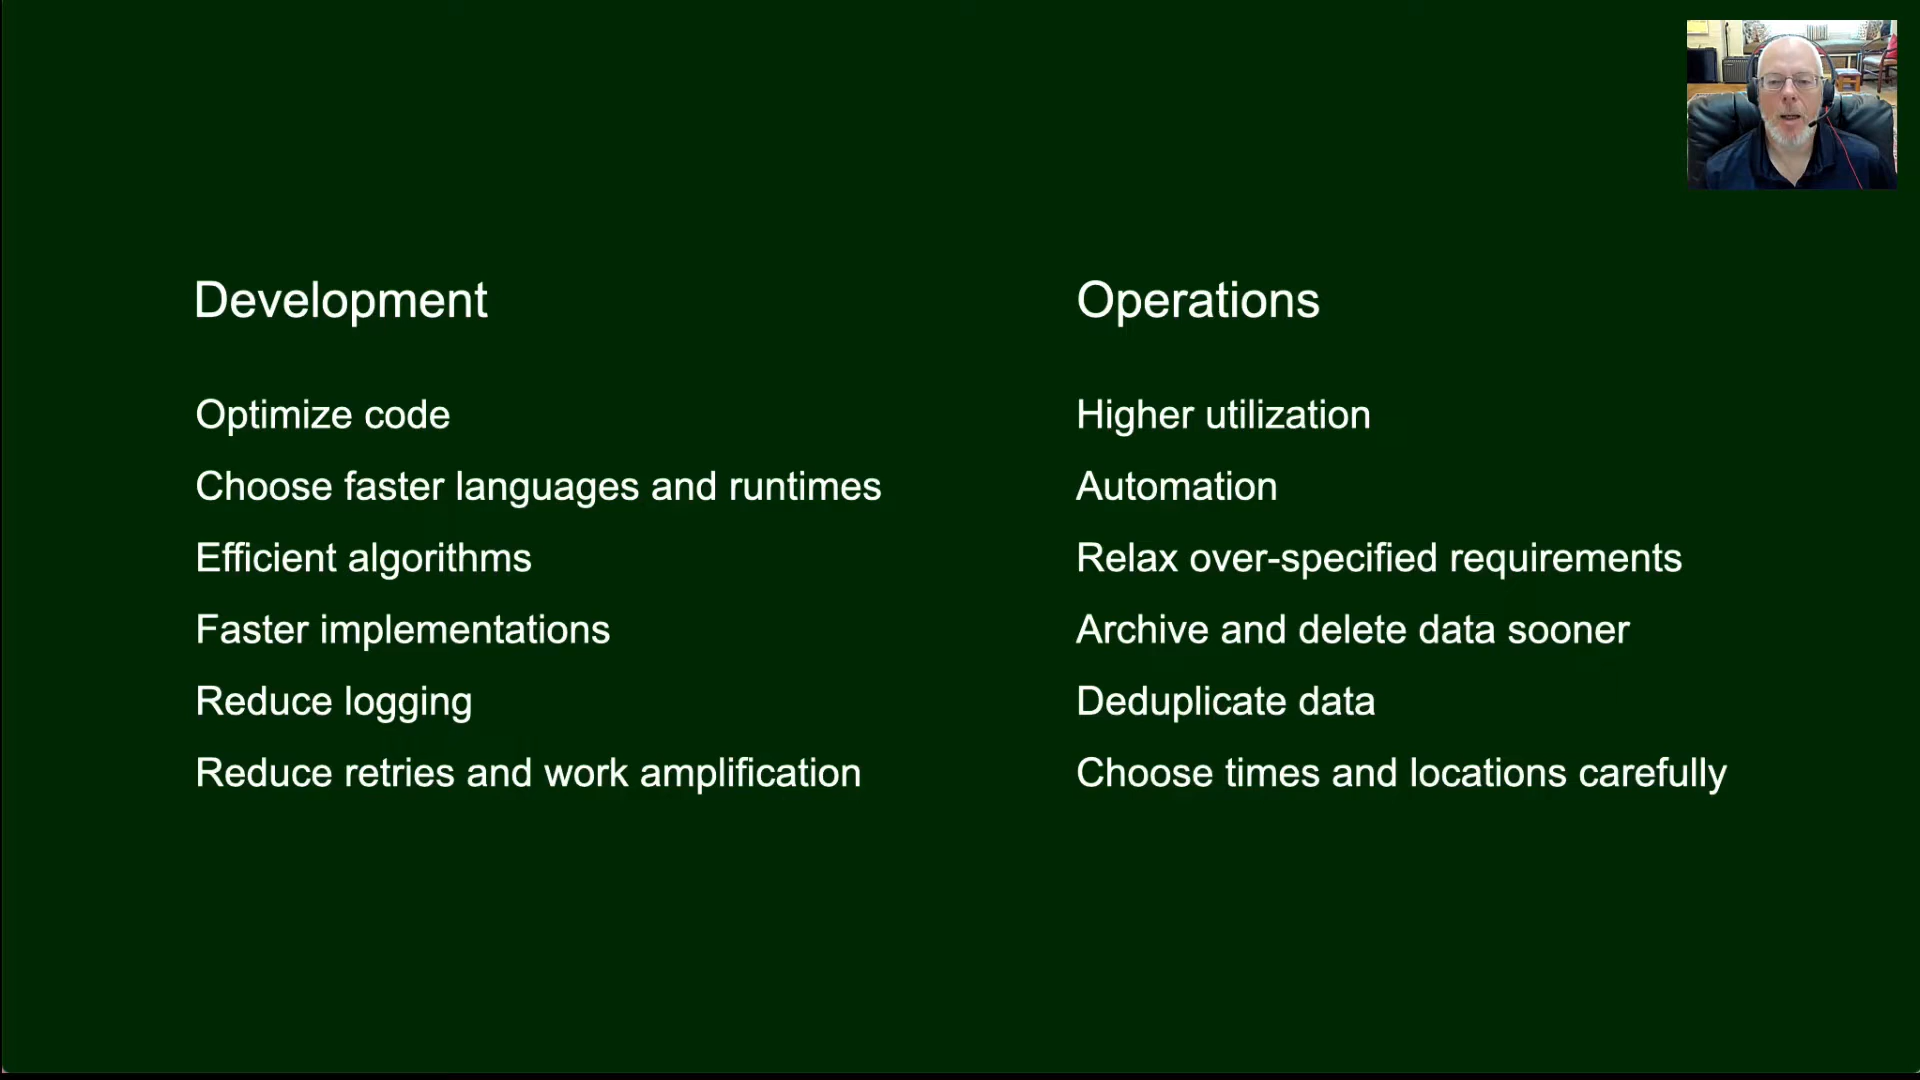 Development
Optimize code
Choose faster languages and runtimes
Efficient algorithms
Faster implementations
Reduce logging
Reduce retries and work amplification
Operations
Higher utilization
Automation
Relax over-specified requirements
Archive and delete data sooner
Deduplicate data
Choose times and locations carefully